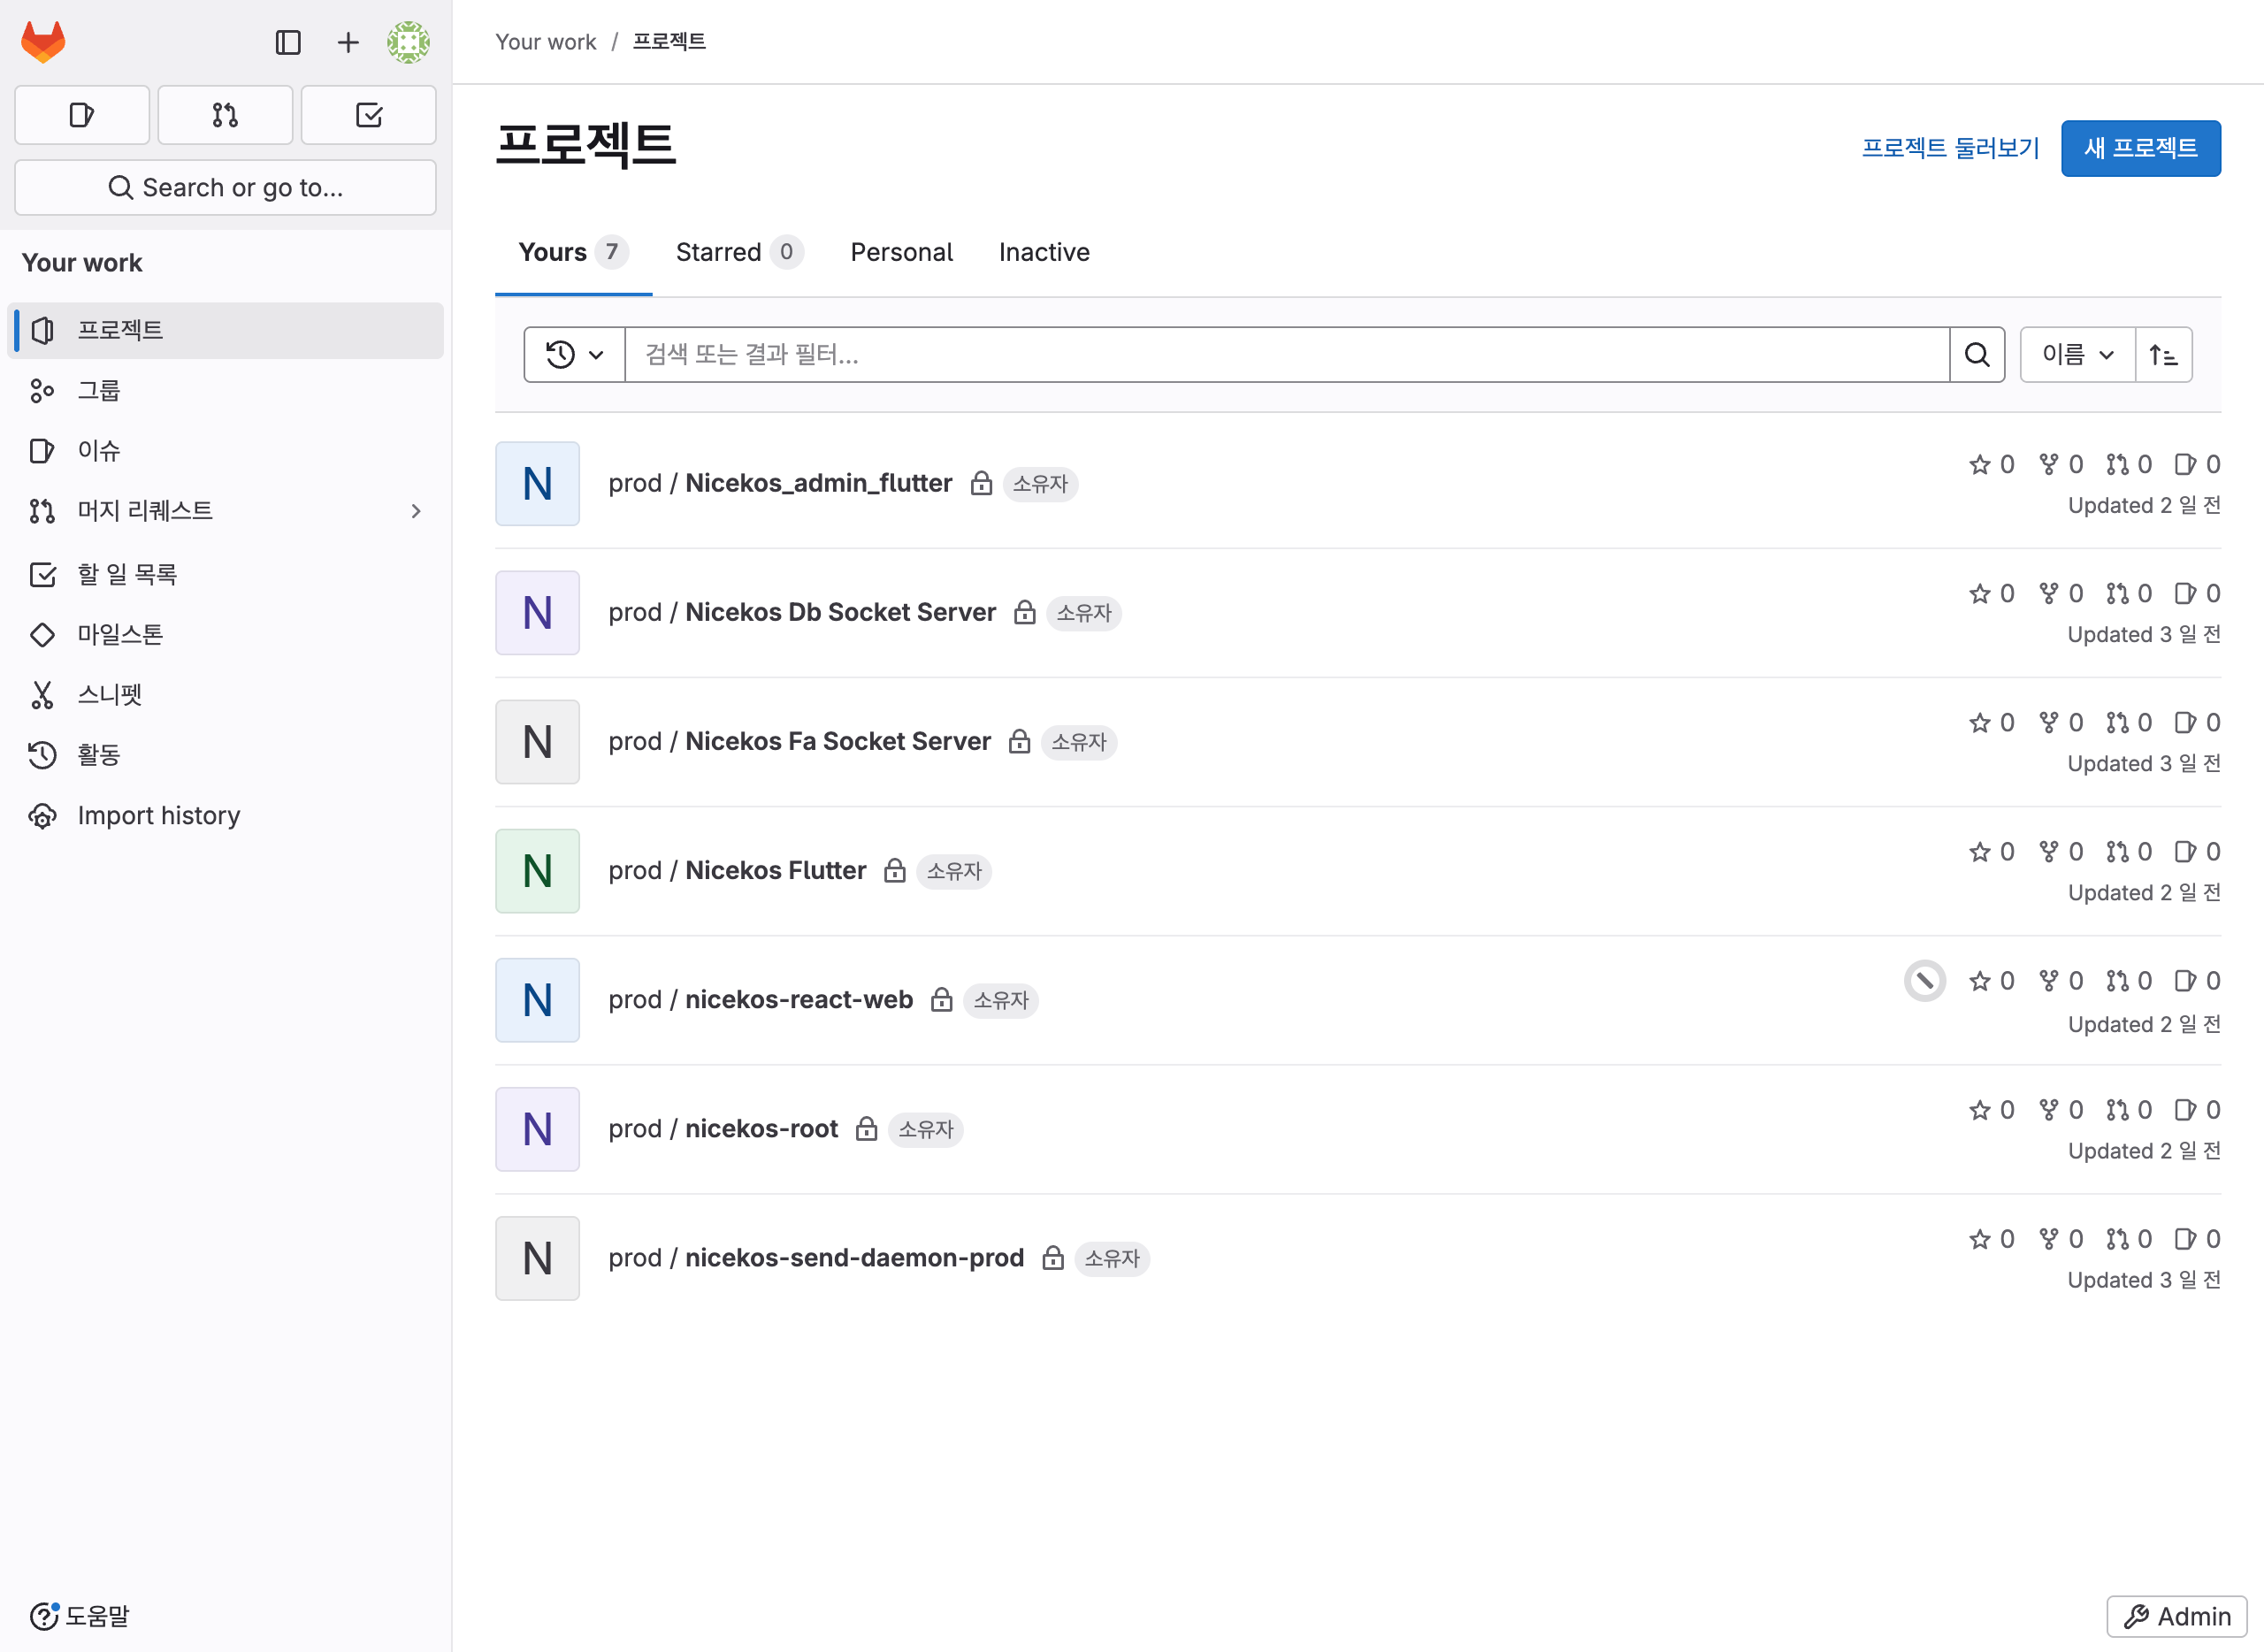 Your work / 프로젝트
Search or go to...
프로젝트
프로젝트 둘러보기 새 프로젝트
Your work
프로젝트
그룹
이슈
머지 리퀘스트
할 일 목록
마일스톤
스니펫
활동
Import history
도움말
Yours 7 Starred 0 Personal Inactive
검색 또는 결과 필터...
이름
N prod / Nicekos_admin_flutter 소유자 0 0 0 0
Updated 2 일 전
N prod / Nicekos Db Socket Server 소유자 0 0 0 0
Updated 3 일 전
N prod / Nicekos Fa Socket Server 소유자 0 0 0 0
Updated 3 일 전
N prod / Nicekos Flutter 소유자 0 0 0 0
Updated 2 일 전
N prod / nicekos-react-web 소유자 0 0 0 0
Updated 2 일 전
N prod / nicekos-root 소유자 0 0 0 0
Updated 2 일 전
N prod / nicekos-send-daemon-prod 소유자 0 0 0 0
Updated 3 일 전
Admin